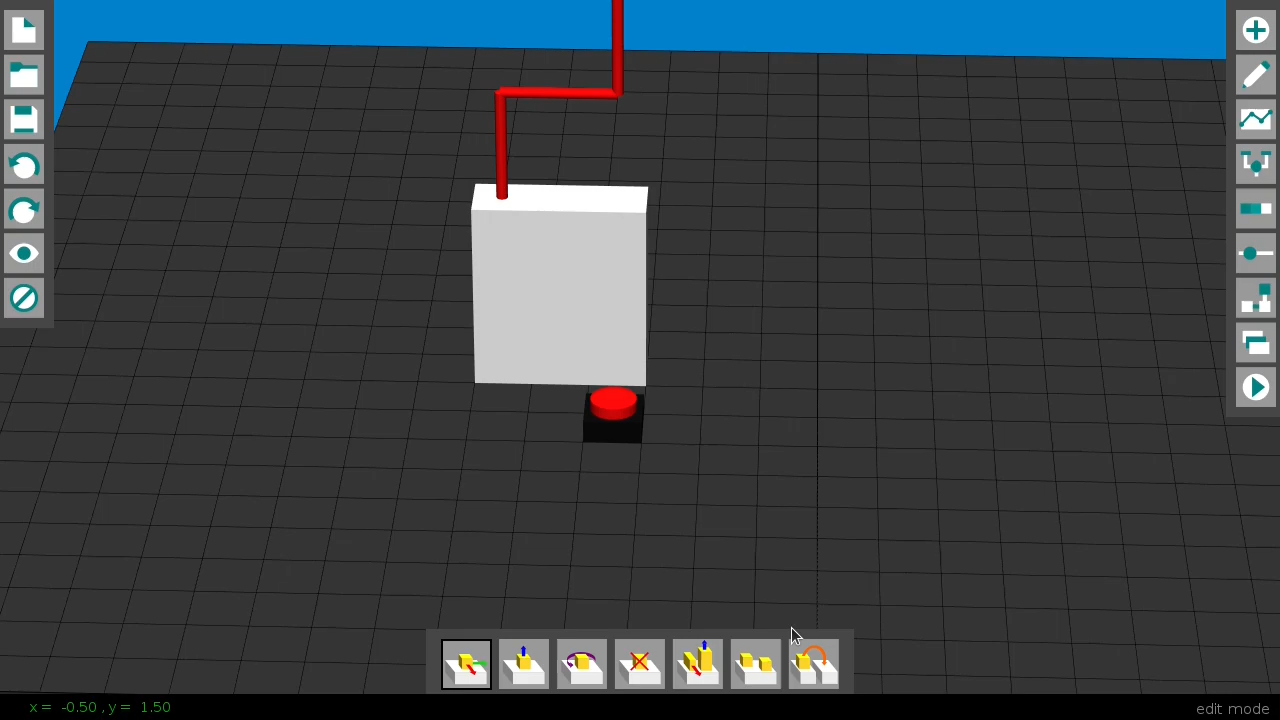 x = -0.50 , y = 1.50
edit mode